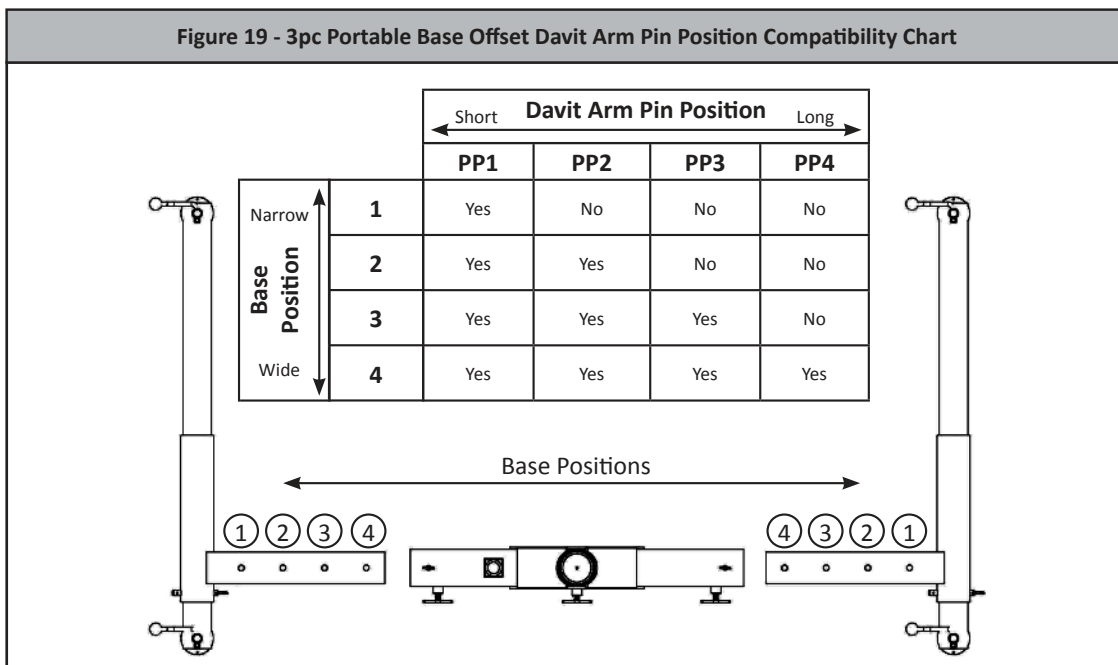 Figure 19 - 3pc Portable Base Offset Davit Arm Pin Position Compatibility Chart
Short Davit Arm Pin Position Long
PP1 PP2 PP3 PP4
Narrow
Base Position
Wide
1 Yes No No No
2 Yes Yes No No
3 Yes Yes Yes No
4 Yes Yes Yes Yes
Base Positions
1 2 3 4
4 3 2 1